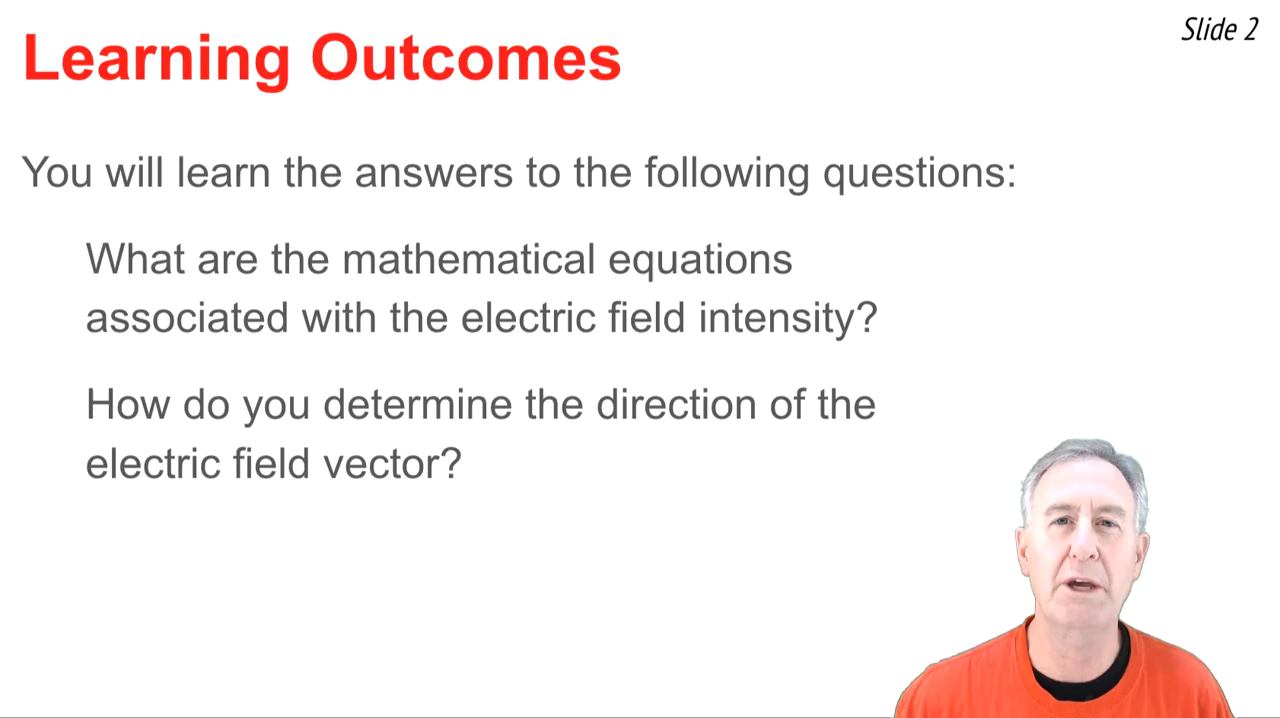 Slide 2
Learning Outcomes
You will learn the answers to the following questions:
What are the mathematical equations
associated with the electric field intensity?
How do you determine the direction of the
electric field vector?